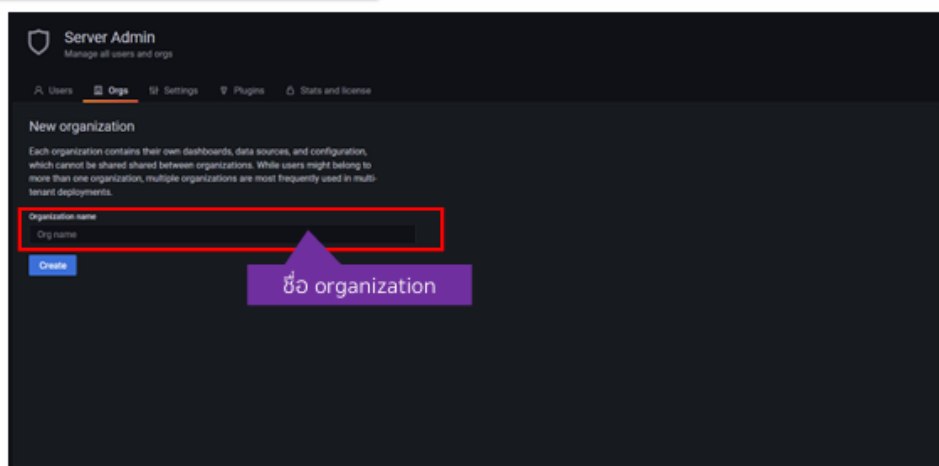 Server Admin
Manage all users and orgs
Users Orgs Settings Plugins Stats and license
New organization
Each organization contains their own dashboards, data sources, and configuration,
which cannot be shared shared between organizations. While users might belong to
more than one organization, multiple organizations are most frequently used in multi-
tenant deployments.
Organization name
Org name
Create
ชื่อ organization